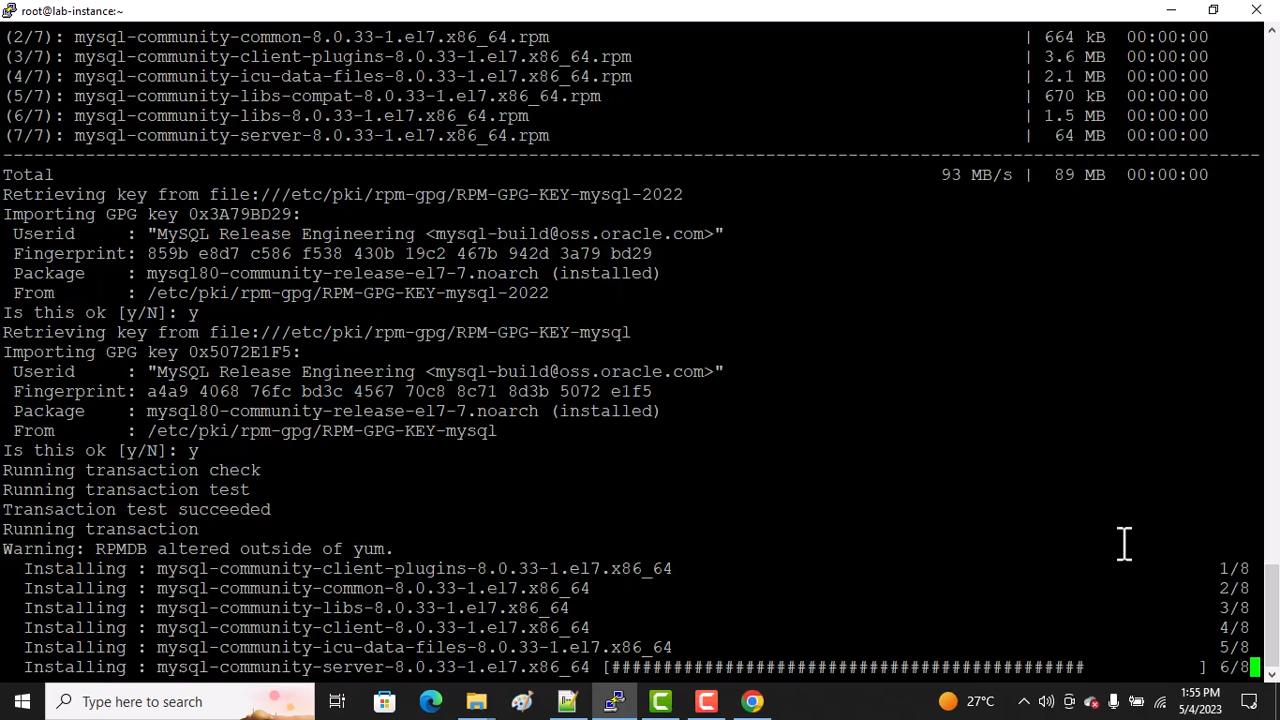 root@lab-instance:~
(2/7): mysql-community-common-8.0.33-1.el7.x86_64.rpm | 664 kB 00:00:00
(3/7): mysql-community-client-plugins-8.0.33-1.el7.x86_64.rpm | 3.6 MB 00:00:00
(4/7): mysql-community-icu-data-files-8.0.33-1.el7.x86_64.rpm | 2.1 MB 00:00:00
(5/7): mysql-community-libs-compat-8.0.33-1.el7.x86_64.rpm | 670 kB 00:00:00
(6/7): mysql-community-libs-8.0.33-1.el7.x86_64.rpm | 1.5 MB 00:00:00
(7/7): mysql-community-server-8.0.33-1.el7.x86_64.rpm | 64 MB 00:00:00
--------------------------------------------------------------------------------
Total 93 MB/s | 89 MB 00:00:00
Retrieving key from file:///etc/pki/rpm-gpg/RPM-GPG-KEY-mysql-2022
Importing GPG key 0x3A79BD29:
Userid : "MySQL Release Engineering <mysql-build@oss.oracle.com>"
Fingerprint: 859b e8d7 c586 f538 430b 19c2 467b 942d 3a79 bd29
Package : mysql80-community-release-el7-7.noarch (installed)
From : /etc/pki/rpm-gpg/RPM-GPG-KEY-mysql-2022
Is this ok [y/N]: y
Retrieving key from file:///etc/pki/rpm-gpg/RPM-GPG-KEY-mysql
Importing GPG key 0x5072E1F5:
Userid : "MySQL Release Engineering <mysql-build@oss.oracle.com>"
Fingerprint: a4a9 4068 76fc bd3c 4567 70c8 8c71 8d3b 5072 e1f5
Package : mysql80-community-release-el7-7.noarch (installed)
From : /etc/pki/rpm-gpg/RPM-GPG-KEY-mysql
Is this ok [y/N]: y
Running transaction check
Running transaction test
Transaction test succeeded
Running transaction
Warning: RPMDB altered outside of yum.
Installing : mysql-community-client-plugins-8.0.33-1.el7.x86_64 1/8
Installing : mysql-community-common-8.0.33-1.el7.x86_64 2/8
Installing : mysql-community-libs-8.0.33-1.el7.x86_64 3/8
Installing : mysql-community-client-8.0.33-1.el7.x86_64 4/8
Installing : mysql-community-icu-data-files-8.0.33-1.el7.x86_64 5/8
Installing : mysql-community-server-8.0.33-1.el7.x86_64 [############################################## ] 6/8
Type here to search
27°C
1:55 PM
5/4/2023